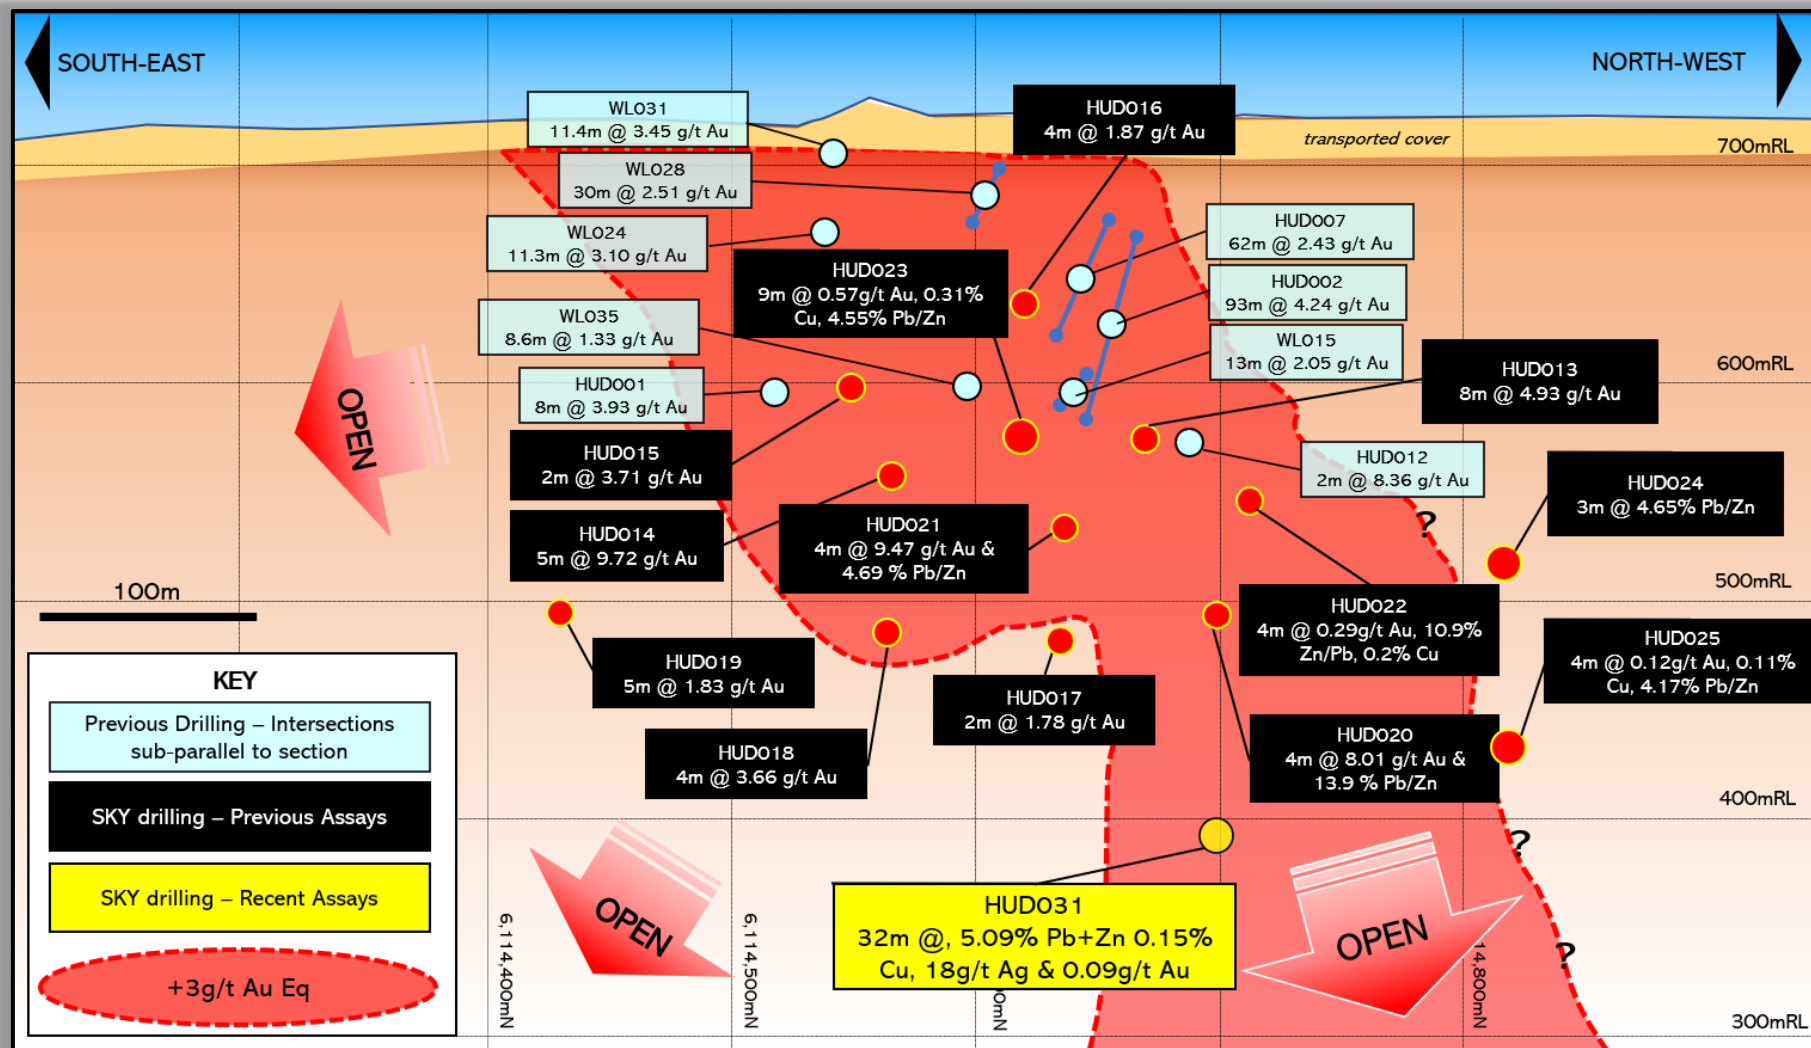 SOUTH-EAST
NORTH-WEST
WL031
11.4m @ 3.45 g/t Au
HUD016
4m @ 1.87 g/t Au
transported cover
700mRL
WL028
30m @ 2.51 g/t Au
WL024
11.3m @ 3.10 g/t Au
HUD007
62m @ 2.43 g/t Au
HUD023
9m @ 0.57g/t Au, 0.31%
Cu, 4.55% Pb/Zn
HUD002
93m @ 4.24 g/t Au
WL035
8.6m @ 1.33 g/t Au
WL015
13m @ 2.05 g/t Au
600mRL
HUD013
8m @ 4.93 g/t Au
HUD001
8m @ 3.93 g/t Au
OPEN
HUD015
2m @ 3.71 g/t Au
HUD012
2m @ 8.36 g/t Au
HUD024
3m @ 4.65% Pb/Zn
?
HUD014
5m @ 9.72 g/t Au
HUD021
4m @ 9.47 g/t Au &
4.69 % Pb/Zn
500mRL
100m
HUD022
4m @ 0.29g/t Au, 10.9%
Zn/Pb, 0.2% Cu
HUD025
4m @ 0.12g/t Au, 0.11%
Cu, 4.17% Pb/Zn
HUD019
5m @ 1.83 g/t Au
HUD017
2m @ 1.78 g/t Au
HUD018
4m @ 3.66 g/t Au
HUD020
4m @ 8.01 g/t Au &
13.9 % Pb/Zn
400mRL
?
KEY
Previous Drilling – Intersections
sub-parallel to section
SKY drilling – Previous Assays
SKY drilling – Recent Assays
+3g/t Au Eq
OPEN
HUD031
32m @, 5.09% Pb+Zn 0.15%
Cu, 18g/t Ag & 0.09g/t Au
OPEN
?
6,114,400mN
6,114,500mN
00mN
14,800mN
300mRL